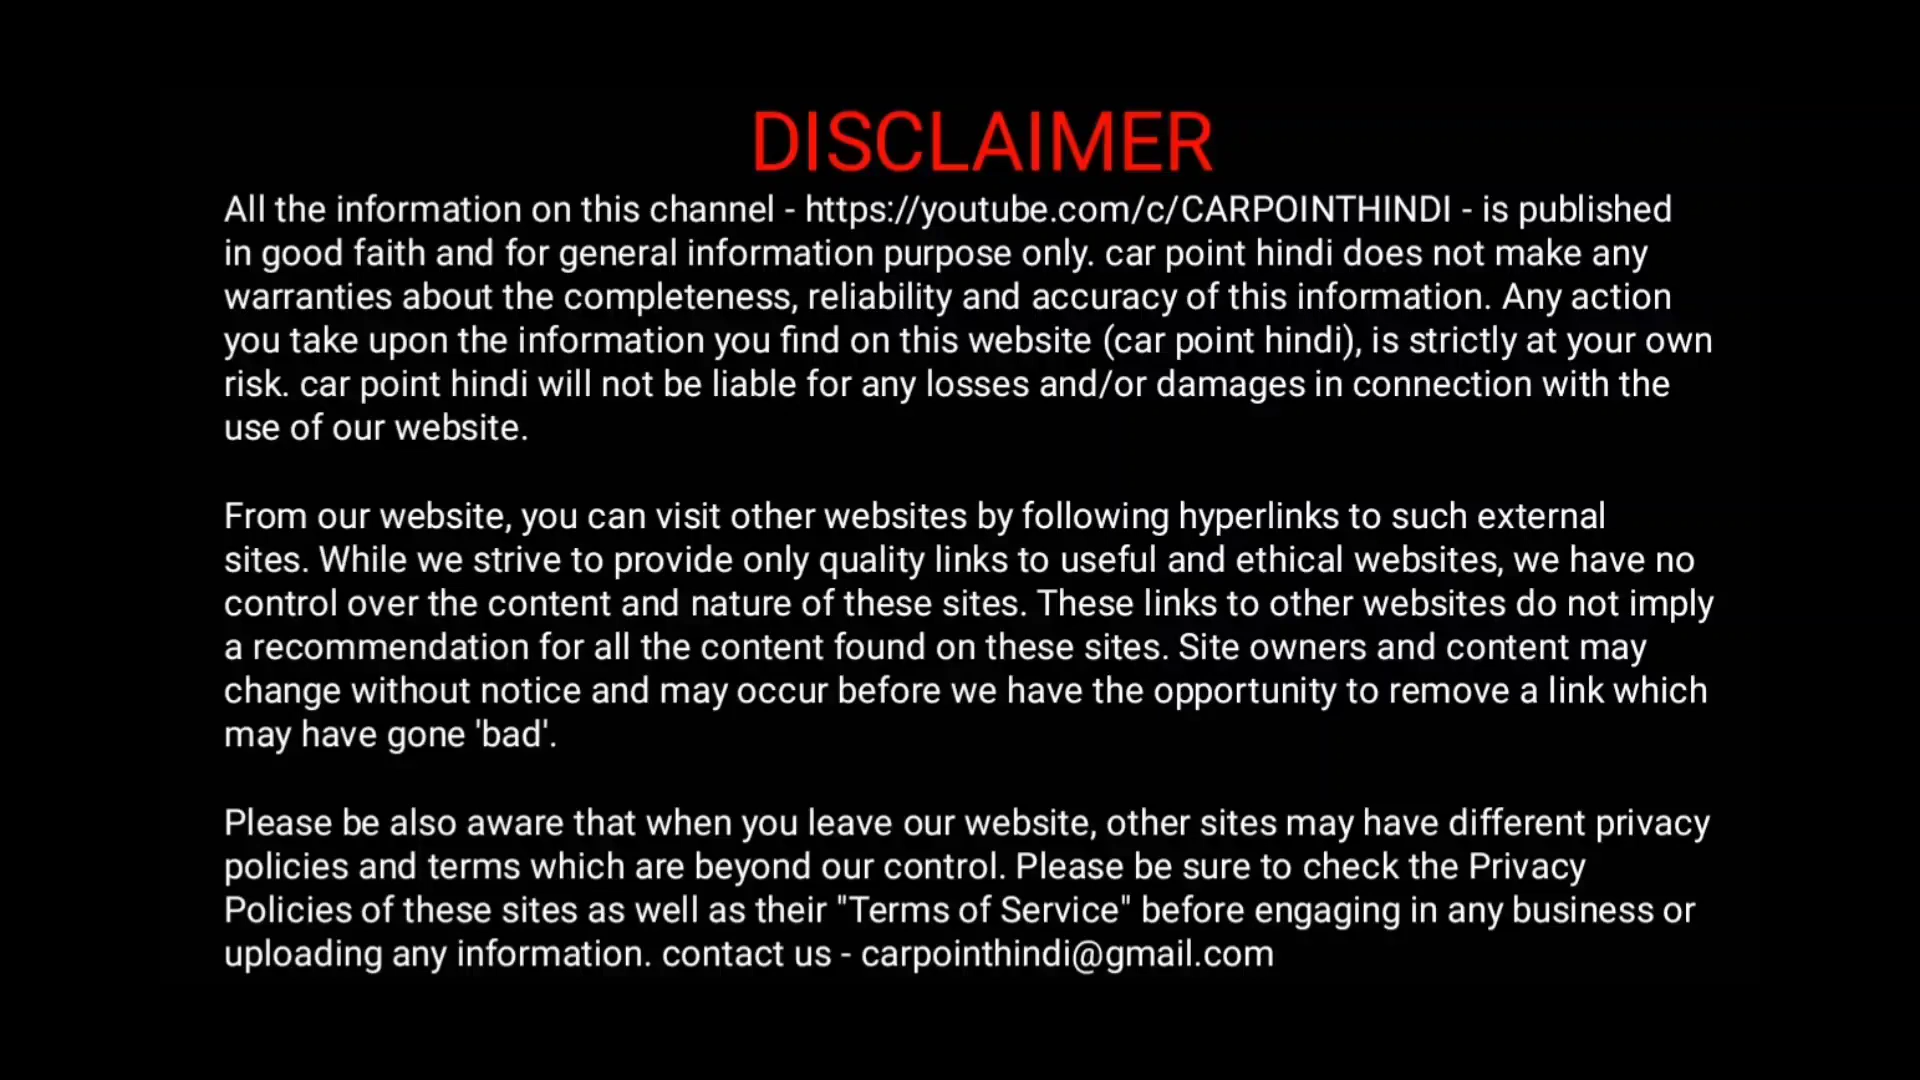 DISCLAIMER
All the information on this channel - https://youtube.com/c/CARPOINTHINDI - is published
in good faith and for general information purpose only. car point hindi does not make any
warranties about the completeness, reliability and accuracy of this information. Any action
you take upon the information you find on this website (car point hindi), is strictly at your own
risk. car point hindi will not be liable for any losses and/or damages in connection with the
use of our website.
From our website, you can visit other websites by following hyperlinks to such external
sites. While we strive to provide only quality links to useful and ethical websites, we have no
control over the content and nature of these sites. These links to other websites do not imply
a recommendation for all the content found on these sites. Site owners and content may
change without notice and may occur before we have the opportunity to remove a link which
may have gone 'bad'.
Please be also aware that when you leave our website, other sites may have different privacy
policies and terms which are beyond our control. Please be sure to check the Privacy
Policies of these sites as well as their "Terms of Service" before engaging in any business or
uploading any information. contact us - carpointhindi@gmail.com